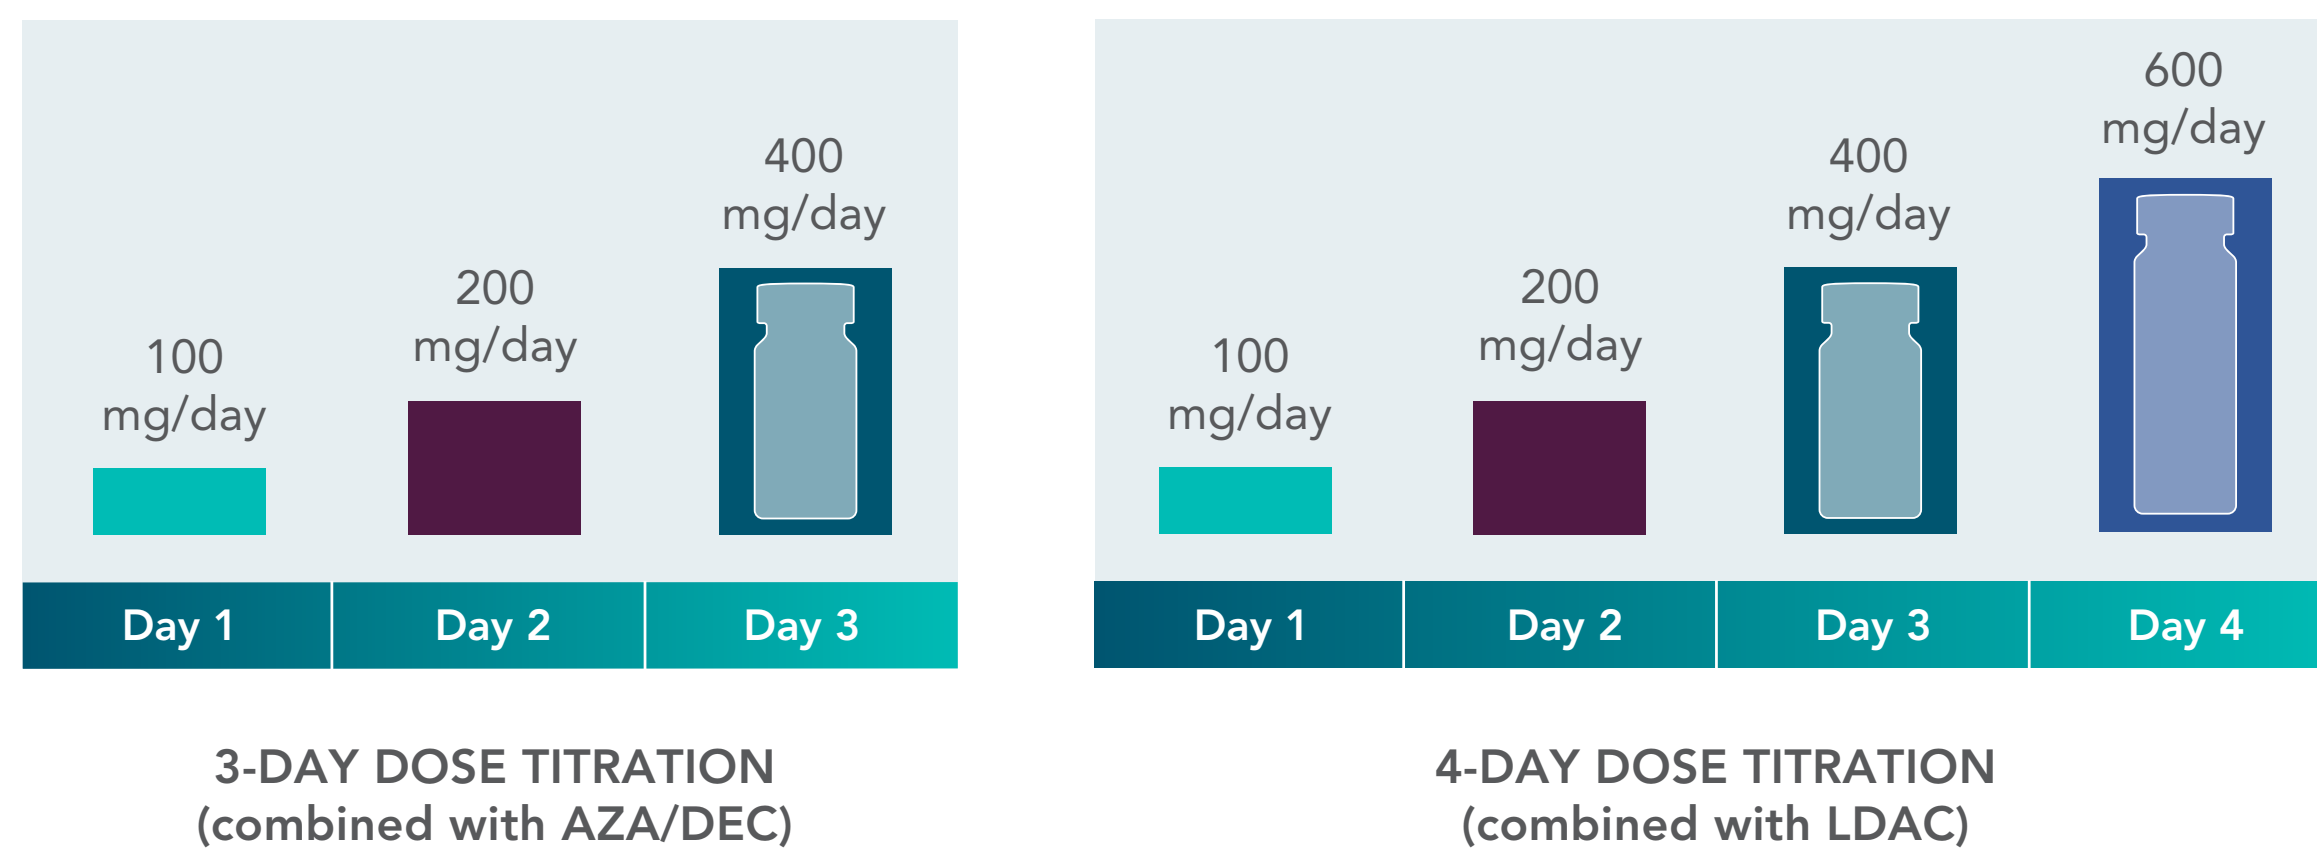 100
mg/day
200
mg/day
400
mg/day
Day 1
Day 2
Day 3
3-DAY DOSE TITRATION
(combined with AZA/DEC)
100
mg/day
200
mg/day
400
mg/day
600
mg/day
Day 1
Day 2
Day 3
Day 4
4-DAY DOSE TITRATION
(combined with LDAC)